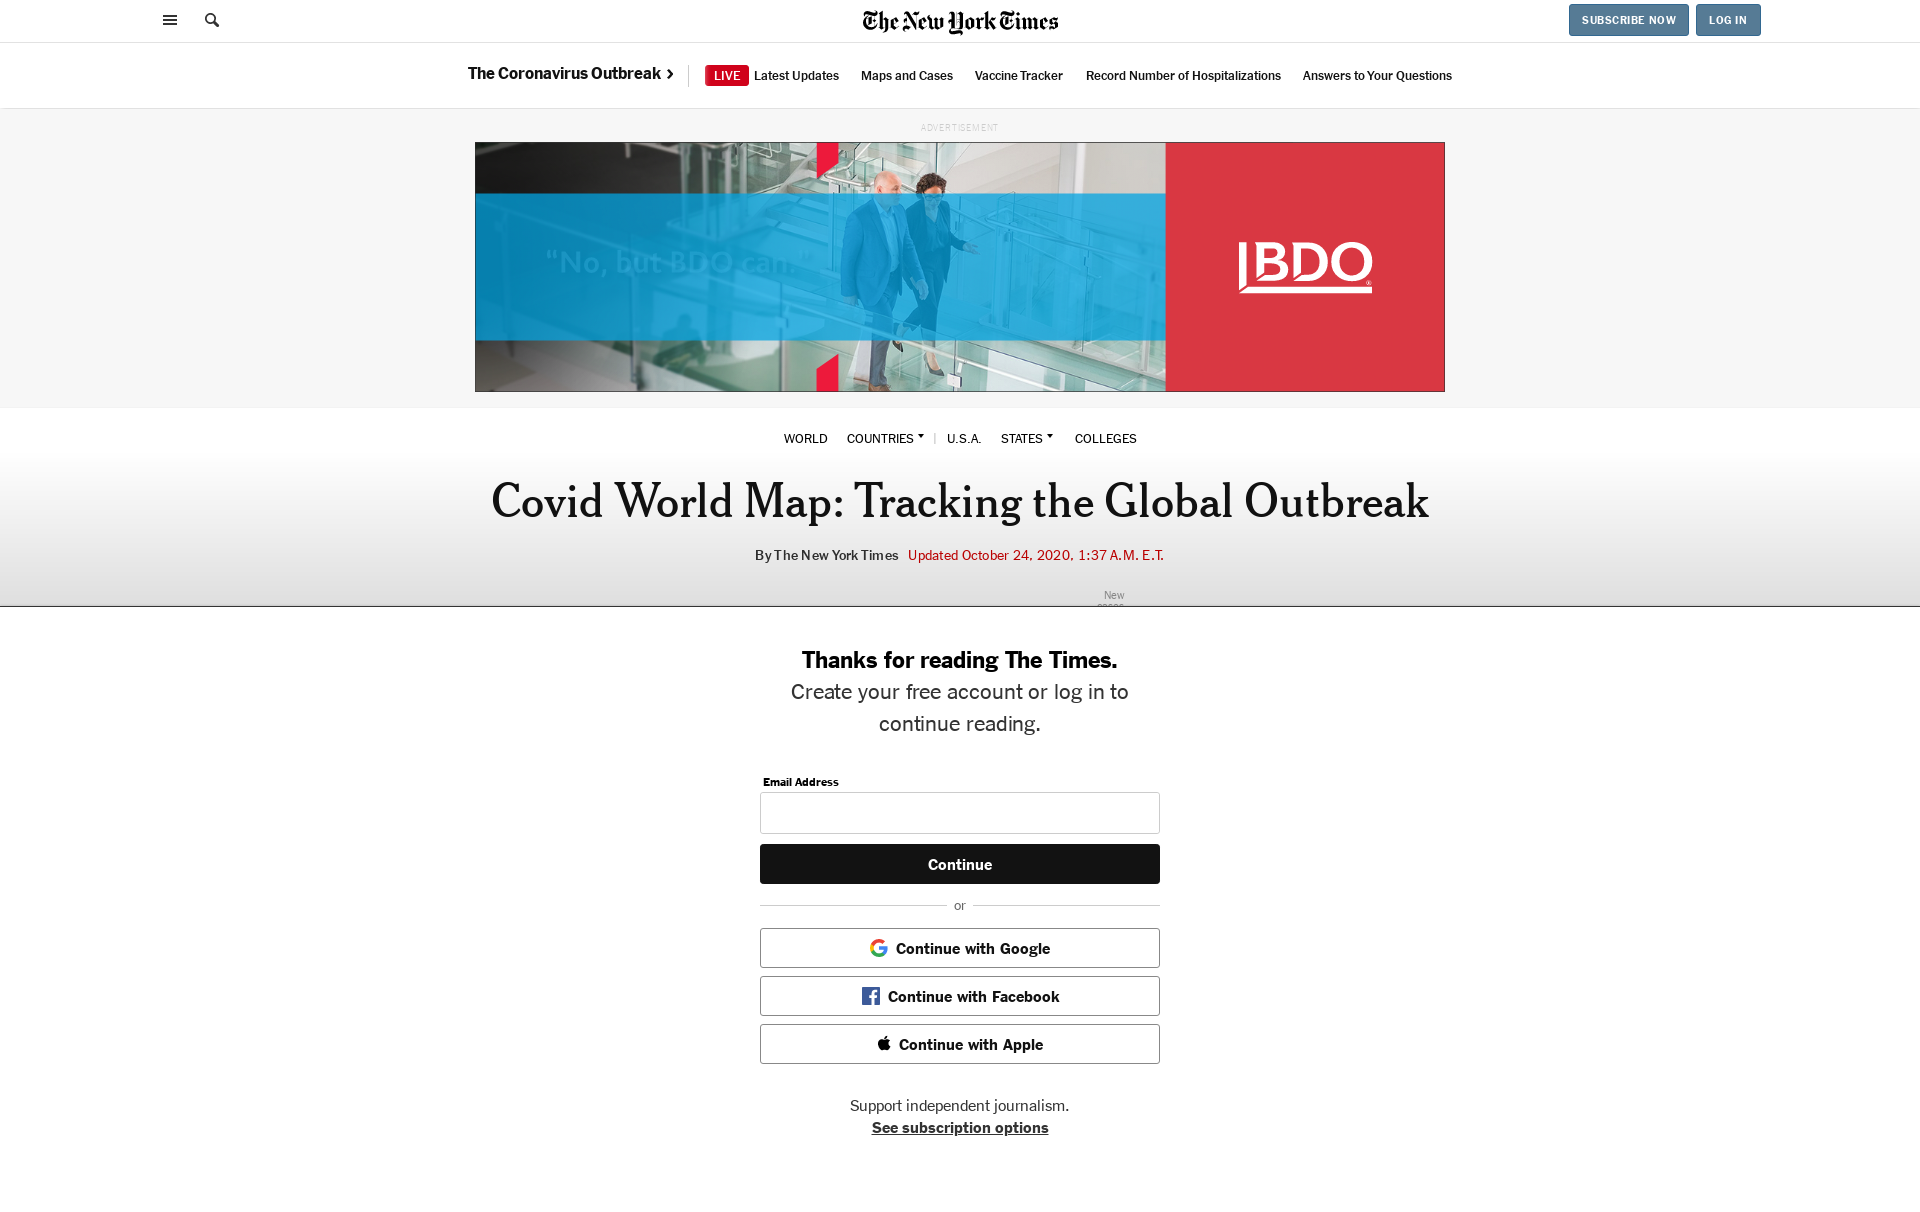 The New York Times
SUBSCRIBE NOW
LOG IN
The Coronavirus Outbreak
LIVE Latest Updates
Maps and Cases
Vaccine Tracker
Record Number of Hospitalizations
Answers to Your Questions
ADVERTISEMENT
"No, but BDO can."
BDO
®
WORLD
COUNTRIES
U.S.A.
STATES
COLLEGES
Covid World Map: Tracking the Global Outbreak
By The New York Times Updated October 24, 2020, 1:37 A.M. E.T.
New
Thanks for reading The Times.
Create your free account or log in to
continue reading.
Email Address
Continue
or
Continue with Google
Continue with Facebook
Continue with Apple
Support independent journalism.
See subscription options